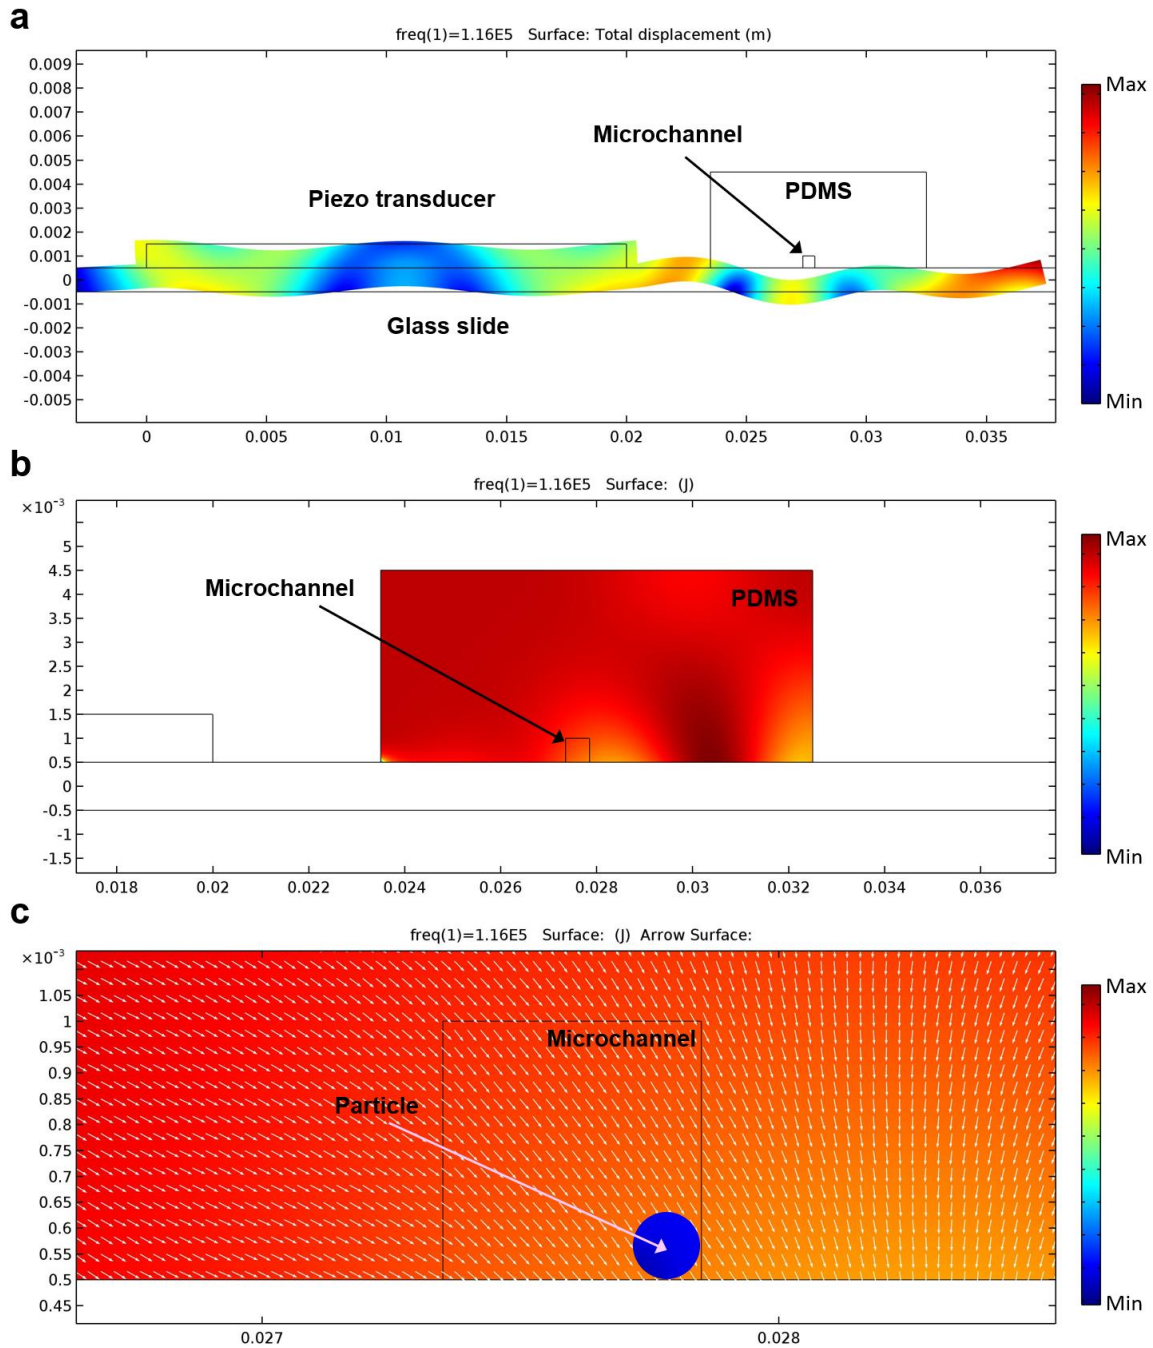 a
freq(1)=1.16E5 Surface: Total displacement (m)
0.009
0.008
0.007
0.006
0.005
0.004
0.003
0.002
0.001
0
-0.001
-0.002
-0.003
-0.004
-0.005
Microchannel
PDMS
Piezo transducer
Glass slide
Max
Min
0 0.005 0.01 0.015 0.02 0.025 0.03 0.035
b
freq(1)=1.16E5 Surface: (J)
×10⁻³
5
4.5
4
3.5
3
2.5
2
1.5
1
0.5
0
-0.5
-1
-1.5
Microchannel
PDMS
Max
Min
0.018 0.02 0.022 0.024 0.026 0.028 0.03 0.032 0.034 0.036
c
freq(1)=1.16E5 Surface: (J) Arrow Surface:
×10⁻³
1.05
1
0.95
0.9
0.85
0.8
0.75
0.7
0.65
0.6
0.55
0.5
0.45
Microchannel
Particle
Max
Min
0.027 0.028